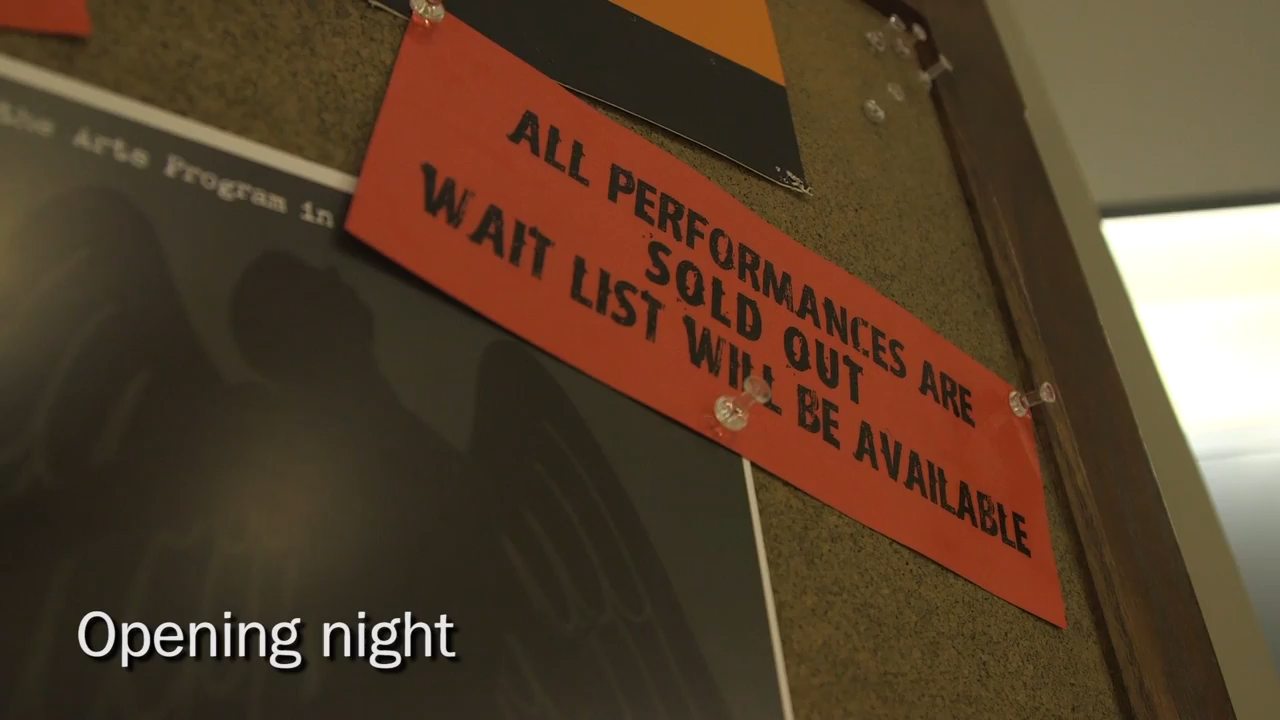 the Arts Program in
ALL PERFORMANCES ARE
SOLD OUT
WAIT LIST WILL BE AVAILABLE
Opening night